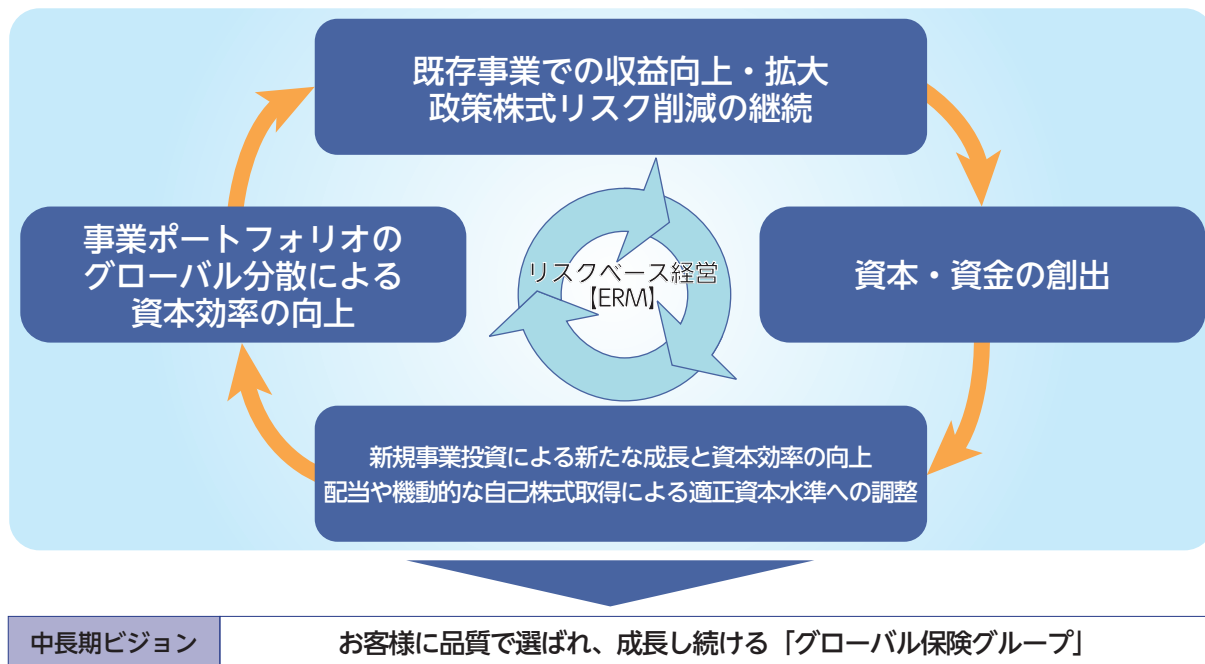 既存事業での収益向上・拡大
政策株式リスク削減の継続
事業ポートフォリオの
グローバル分散による
資本効率の向上
リスクベース経営
【ERM】
資本・資金の創出
新規事業投資による新たな成長と資本効率の向上
配当や機動的な自己株式取得による適正資本水準への調整
中長期ビジョン
お客様に品質で選ばれ、成長し続ける「グローバル保険グループ」